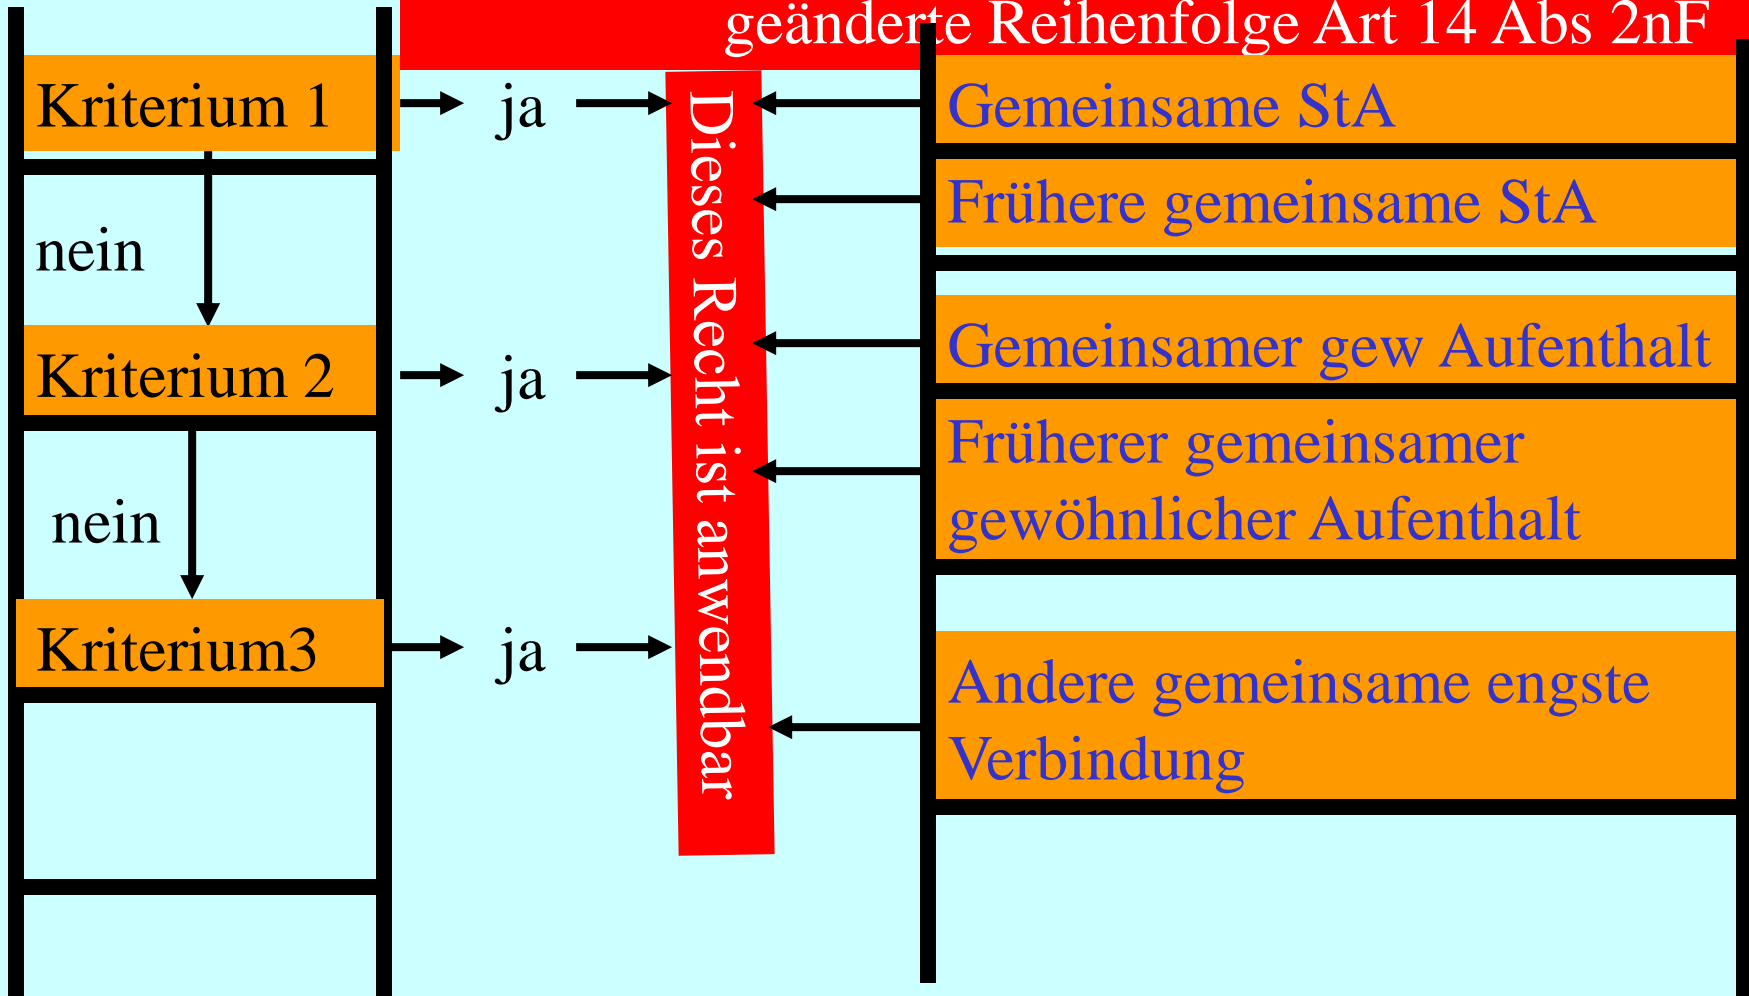 geänderte Reihenfolge Art 14 Abs 2nF
Kriterium 1
ja
nein
Kriterium 2
ja
nein
Kriterium3
ja
Dieses Recht ist anwendbar
Gemeinsame StA
Frühere gemeinsame StA
Gemeinsamer gew Aufenthalt
Früherer gemeinsamer
gewöhnlicher Aufenthalt
Andere gemeinsame engste
Verbindung